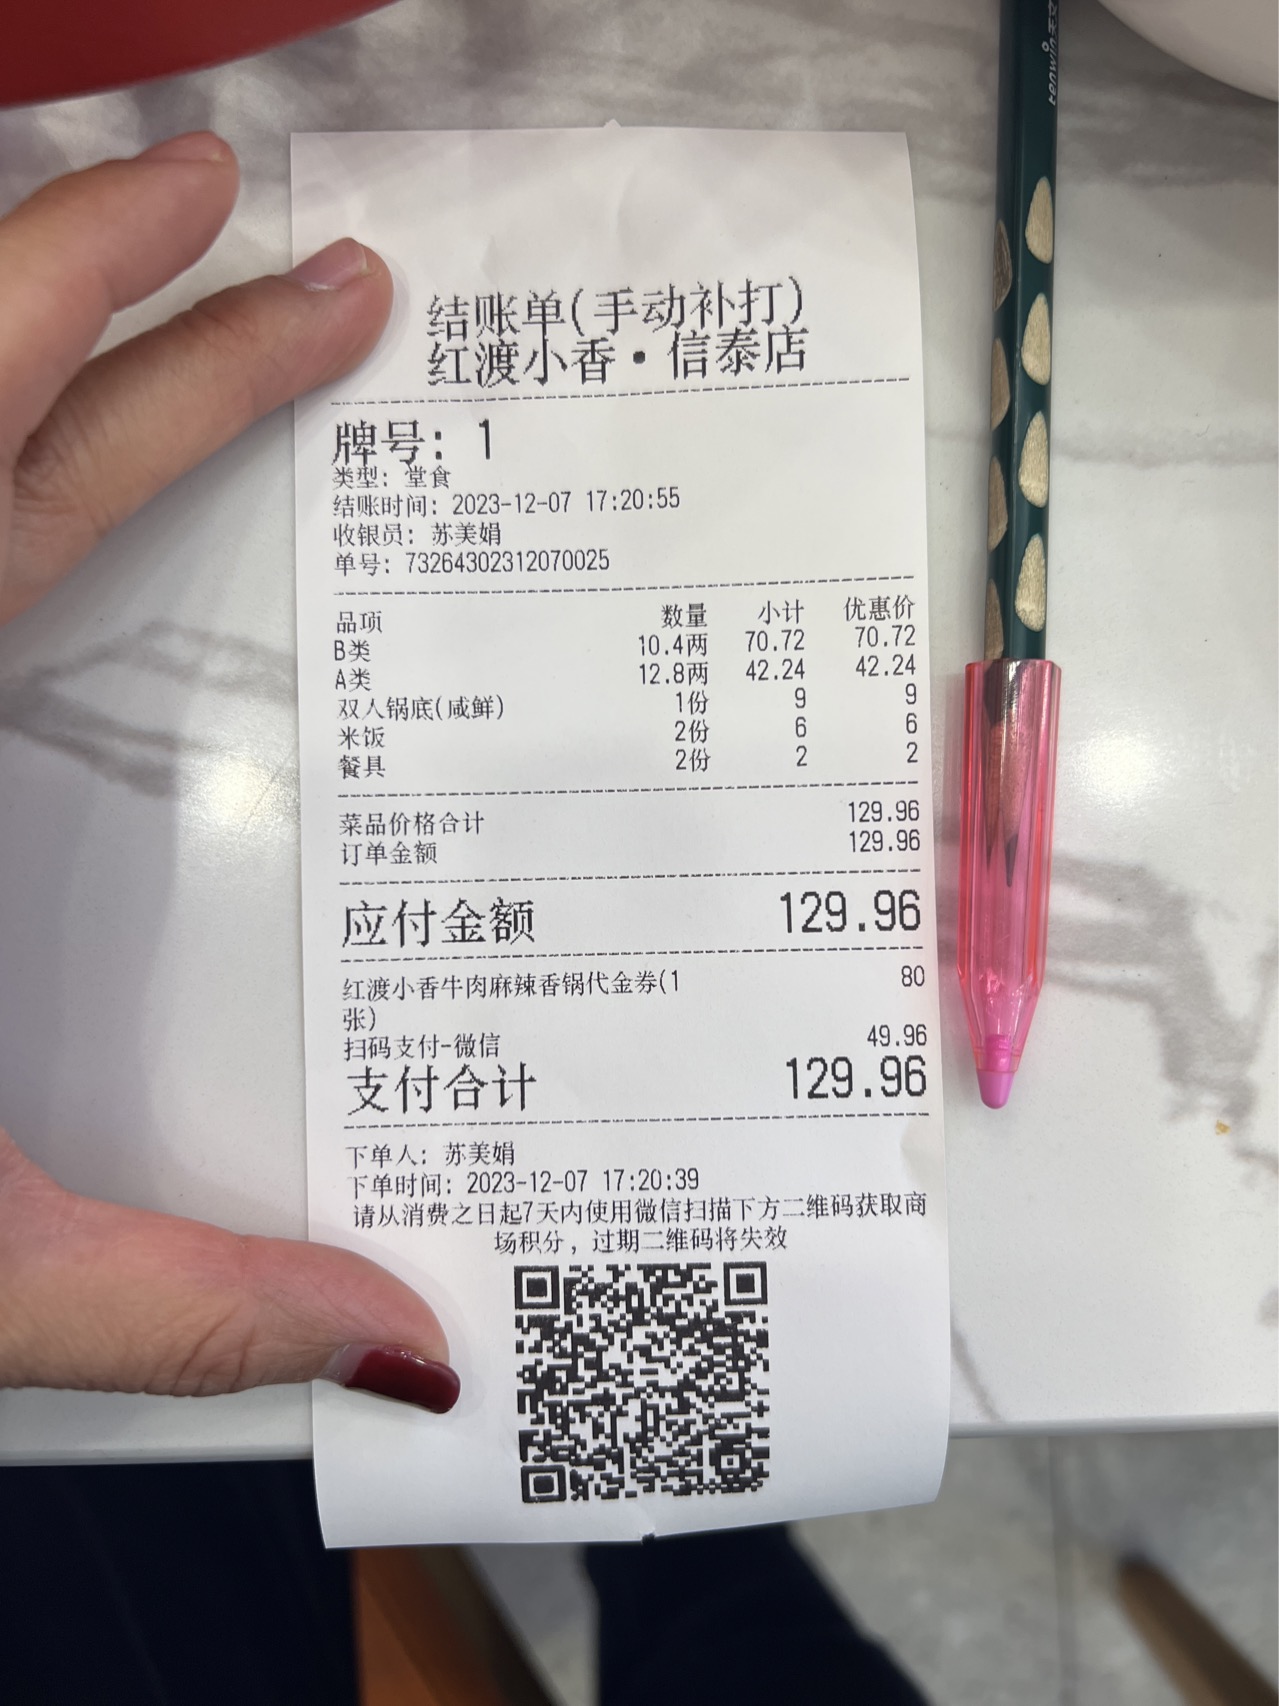 结账单(手动补打)
红渡小香·信泰店
牌号: 1
类型: 堂食
结账时间: 2023-12-07 17:20:55
收银员: 苏美娟
单号: 73264302312070025
品项 数量 小计 优惠价
B类 10.4两 70.72 70.72
A类 12.8两 42.24 42.24
双人锅底(咸鲜) 1份 9 9
米饭 2份 6 6
餐具 2份 2 2
菜品价格合计 129.96
订单金额 129.96
应付金额 129.96
红渡小香牛肉麻辣香锅代金券(1 80
张)
扫码支付-微信 49.96
支付合计 129.96
下单人: 苏美娟
下单时间: 2023-12-07 17:20:39
请从消费之日起7天内使用微信扫描下方二维码获取商
场积分, 过期二维码将失效